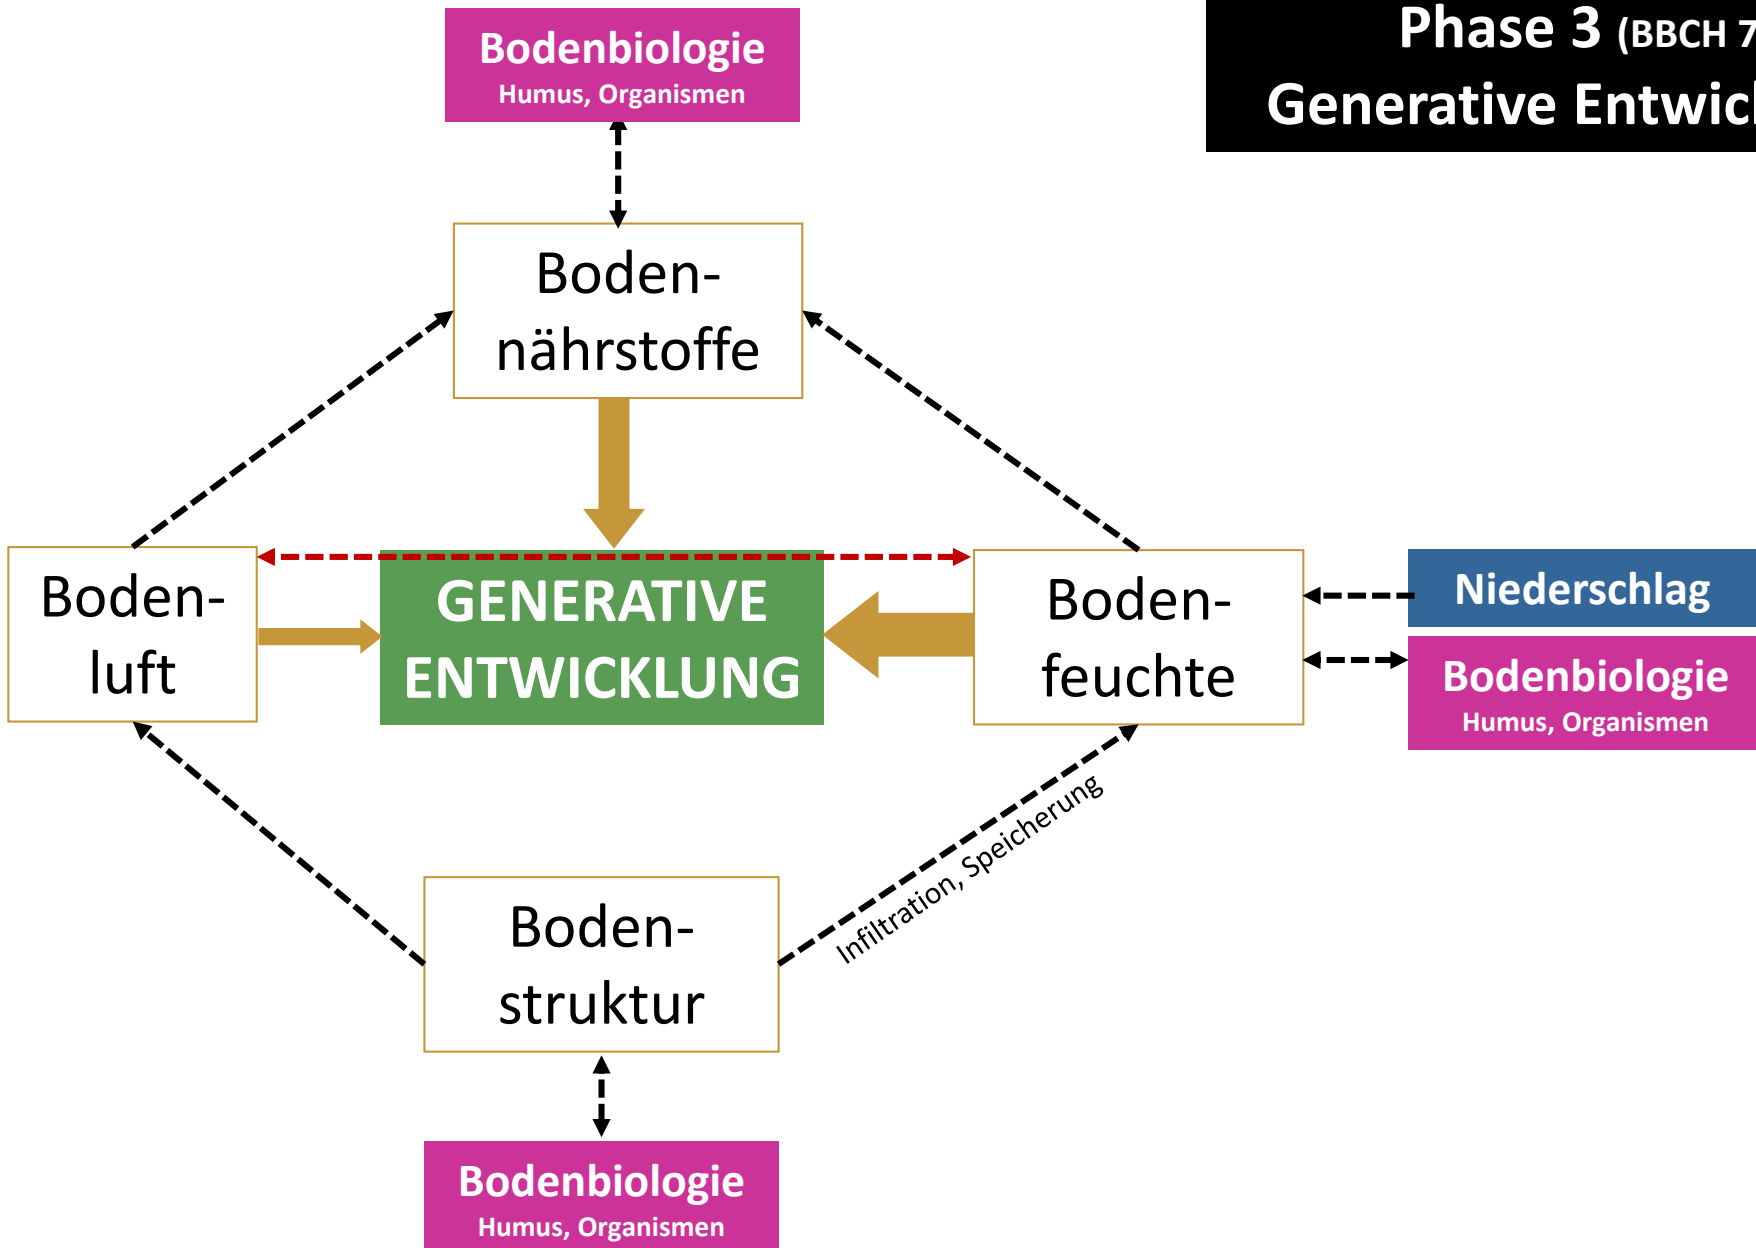 Phase 3 (BBCH 7
Generative Entwic
Bodenbiologie
Humus, Organismen
Boden-
nährstoffe
Boden-
luft
GENERATIVE
ENTWICKLUNG
Boden-
feuchte
Niederschlag
Bodenbiologie
Humus, Organismen
Infiltration, Speicherung
Boden-
struktur
Bodenbiologie
Humus, Organismen